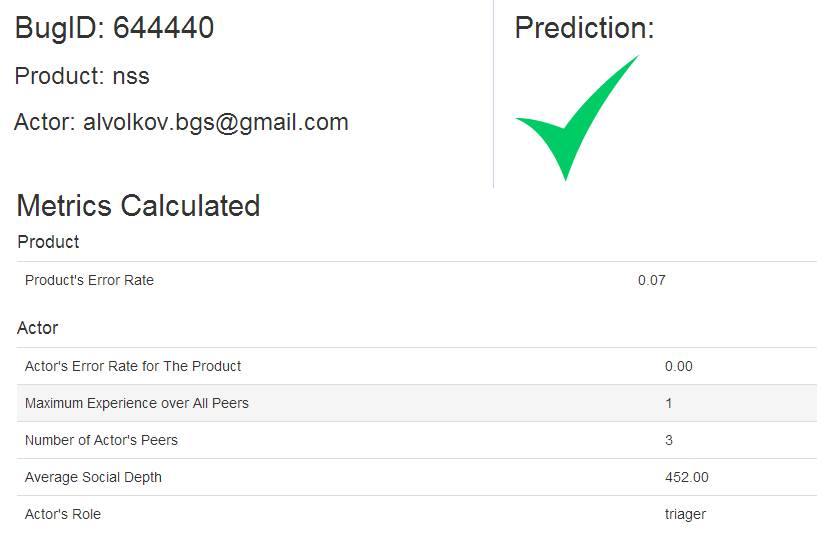 BugID: 644440
Prediction:
Product: nss
Actor: alvolkov.bgs@gmail.com
Metrics Calculated
Product
Product's Error Rate 0.07
Actor
Actor's Error Rate for The Product 0.00
Maximum Experience over All Peers 1
Number of Actor's Peers 3
Average Social Depth 452.00
Actor's Role triager